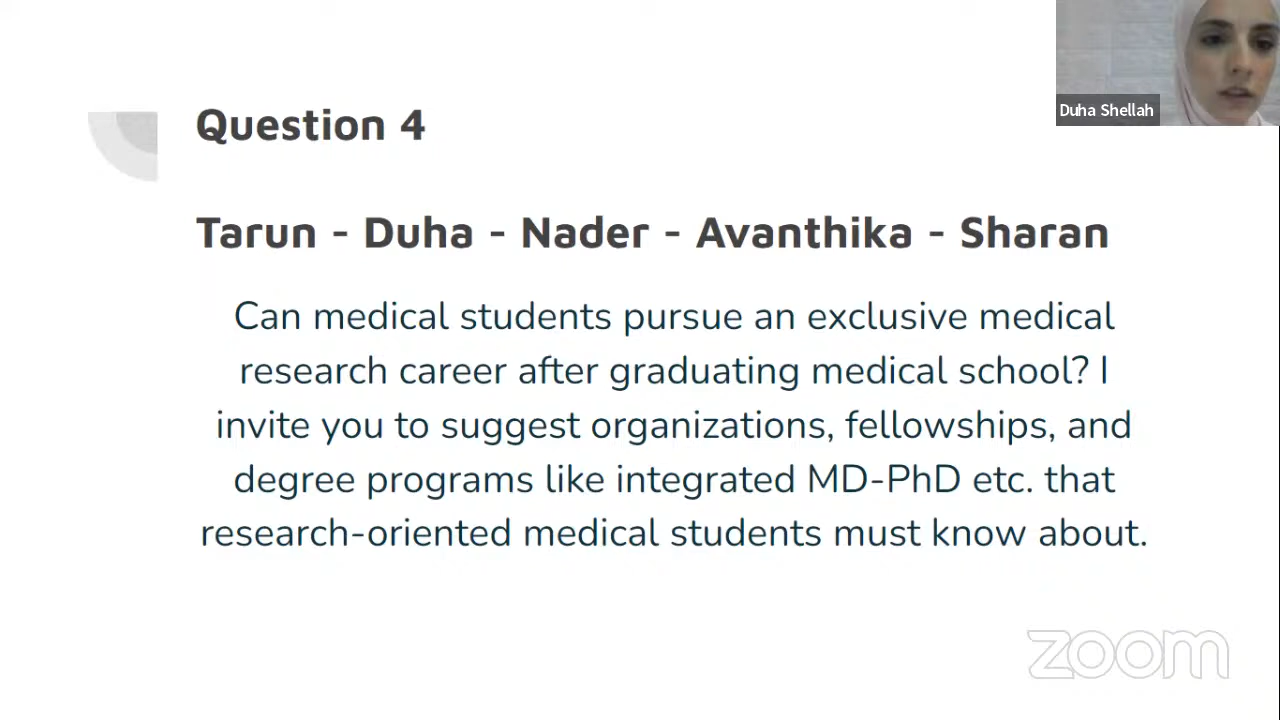 Duha Shellah
Question 4
Tarun - Duha - Nader - Avanthika - Sharan
Can medical students pursue an exclusive medical
research career after graduating medical school? I
invite you to suggest organizations, fellowships, and
degree programs like integrated MD-PhD etc. that
research-oriented medical students must know about.
zoom